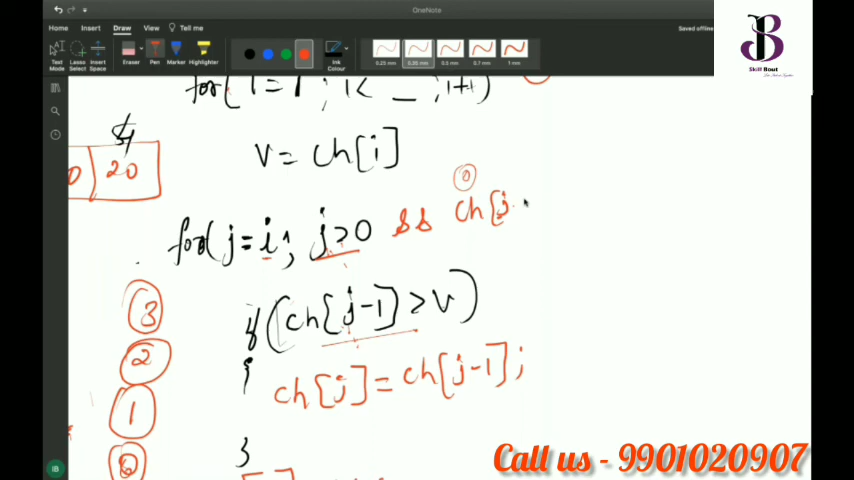 OneNote
Home Insert Draw View Tell me
Saved offline
Text Mode Lasso Select Insert Space Eraser Pen Marker Highlighter Ink Colour 0.25 mm 0.35 mm 0.5 mm 0.7 mm 1 mm
B
Skill Bout
for( i = 1 ; i < _ ; i++)
v = ch[i]
0 20
for( j = i ; j > 0 && ch[j-
0
if (ch[j-1] > v)
{
ch[j] = ch[j-1] ;
}
3
2
1
IB
Call us - 9901020907